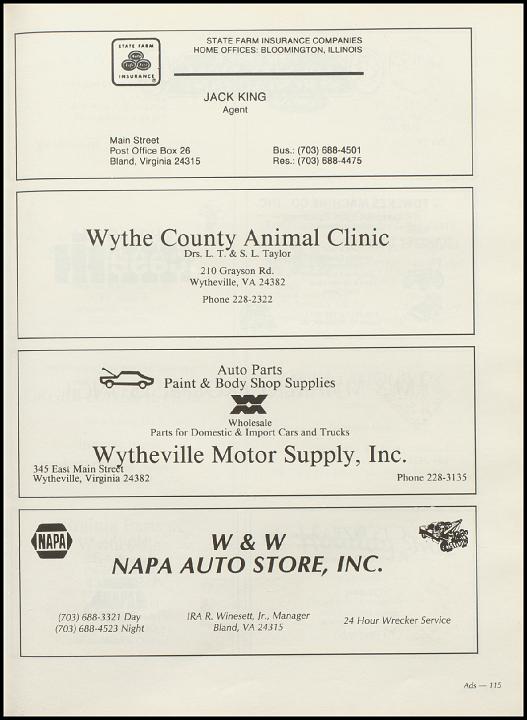 STATE FARM
INSURANCE
STATE FARM INSURANCE COMPANIES
HOME OFFICES: BLOOMINGTON, ILLINOIS
JACK KING
Agent
Main Street
Post Office Box 26
Bland, Virginia 24315
Bus.: (703) 688-4501
Res.: (703) 688-4475
Wythe County Animal Clinic
Drs. L. T. & S. L. Taylor
210 Grayson Rd.
Wytheville, VA 24382
Phone 228-2322
Auto Parts
Paint & Body Shop Supplies
Wholesale
Parts for Domestic & Import Cars and Trucks
Wytheville Motor Supply, Inc.
345 East Main Street
Wytheville, Virginia 24382
Phone 228-3135
NAPA
W & W
NAPA AUTO STORE, INC.
(703) 688-3321 Day
(703) 688-4523 Night
IRA R. Winesett, Jr., Manager
Bland, VA 24315
24 Hour Wrecker Service
Ads — 115